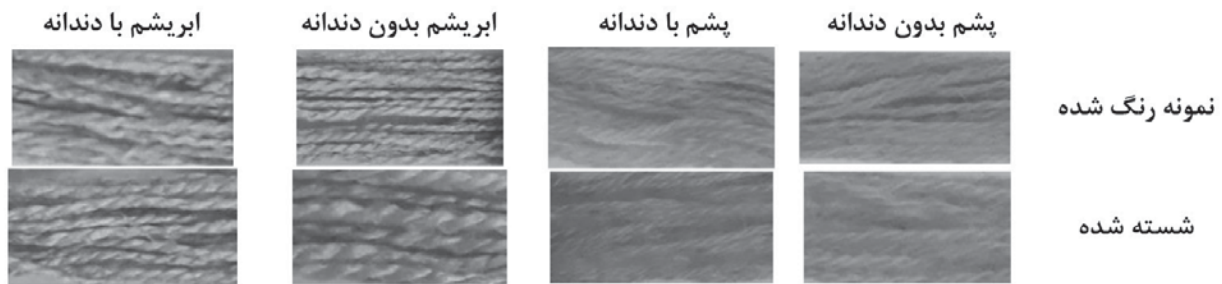 پشم بدون دندانه
پشم با دندانه
ابریشم بدون دندانه
ابریشم با دندانه
نمونه رنگ شده
شسته شده